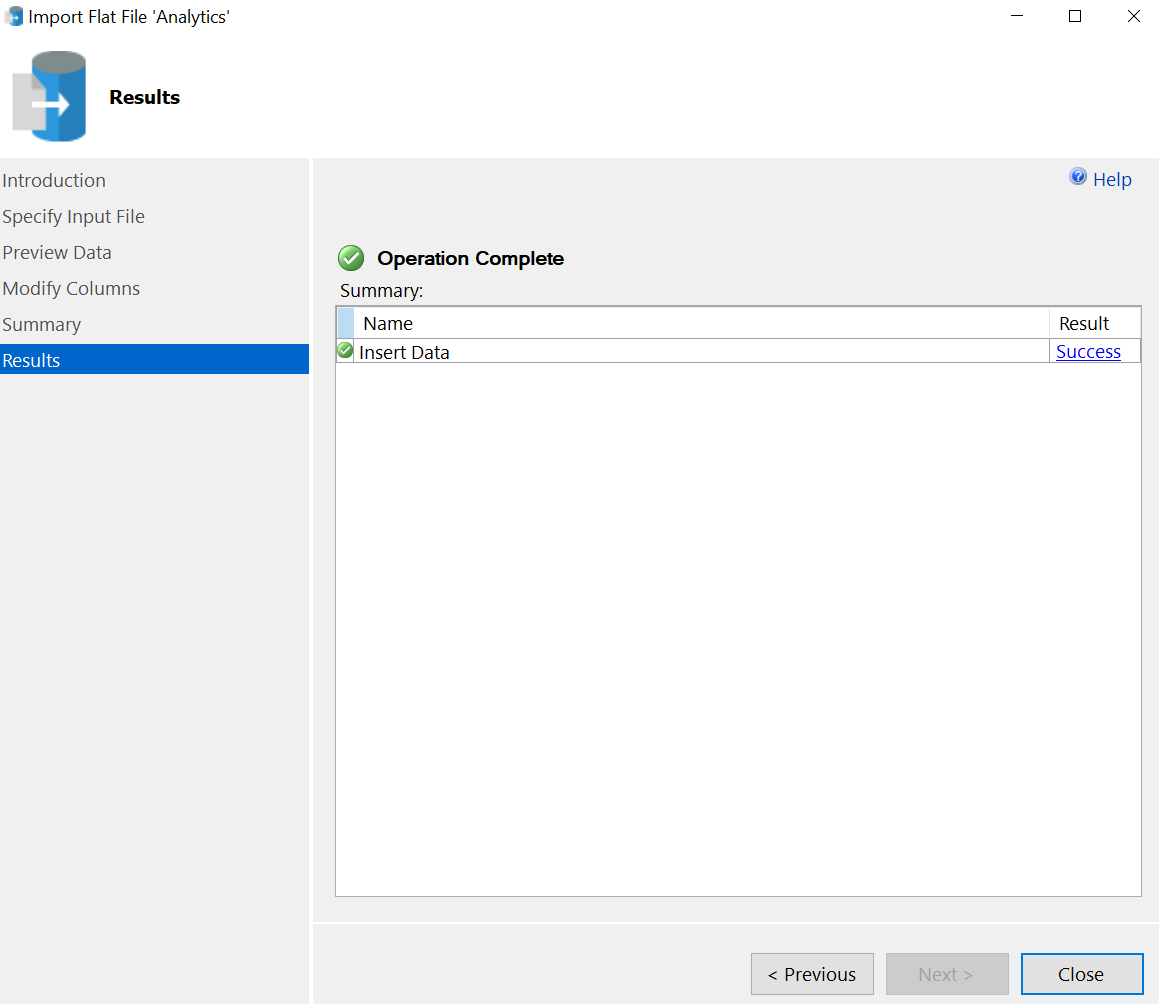 Import Flat File 'Analytics'
Results
Introduction
Specify Input File
Preview Data
Modify Columns
Summary
Results
Help
Operation Complete
Summary:
Name Result
Insert Data Success
< Previous Next > Close